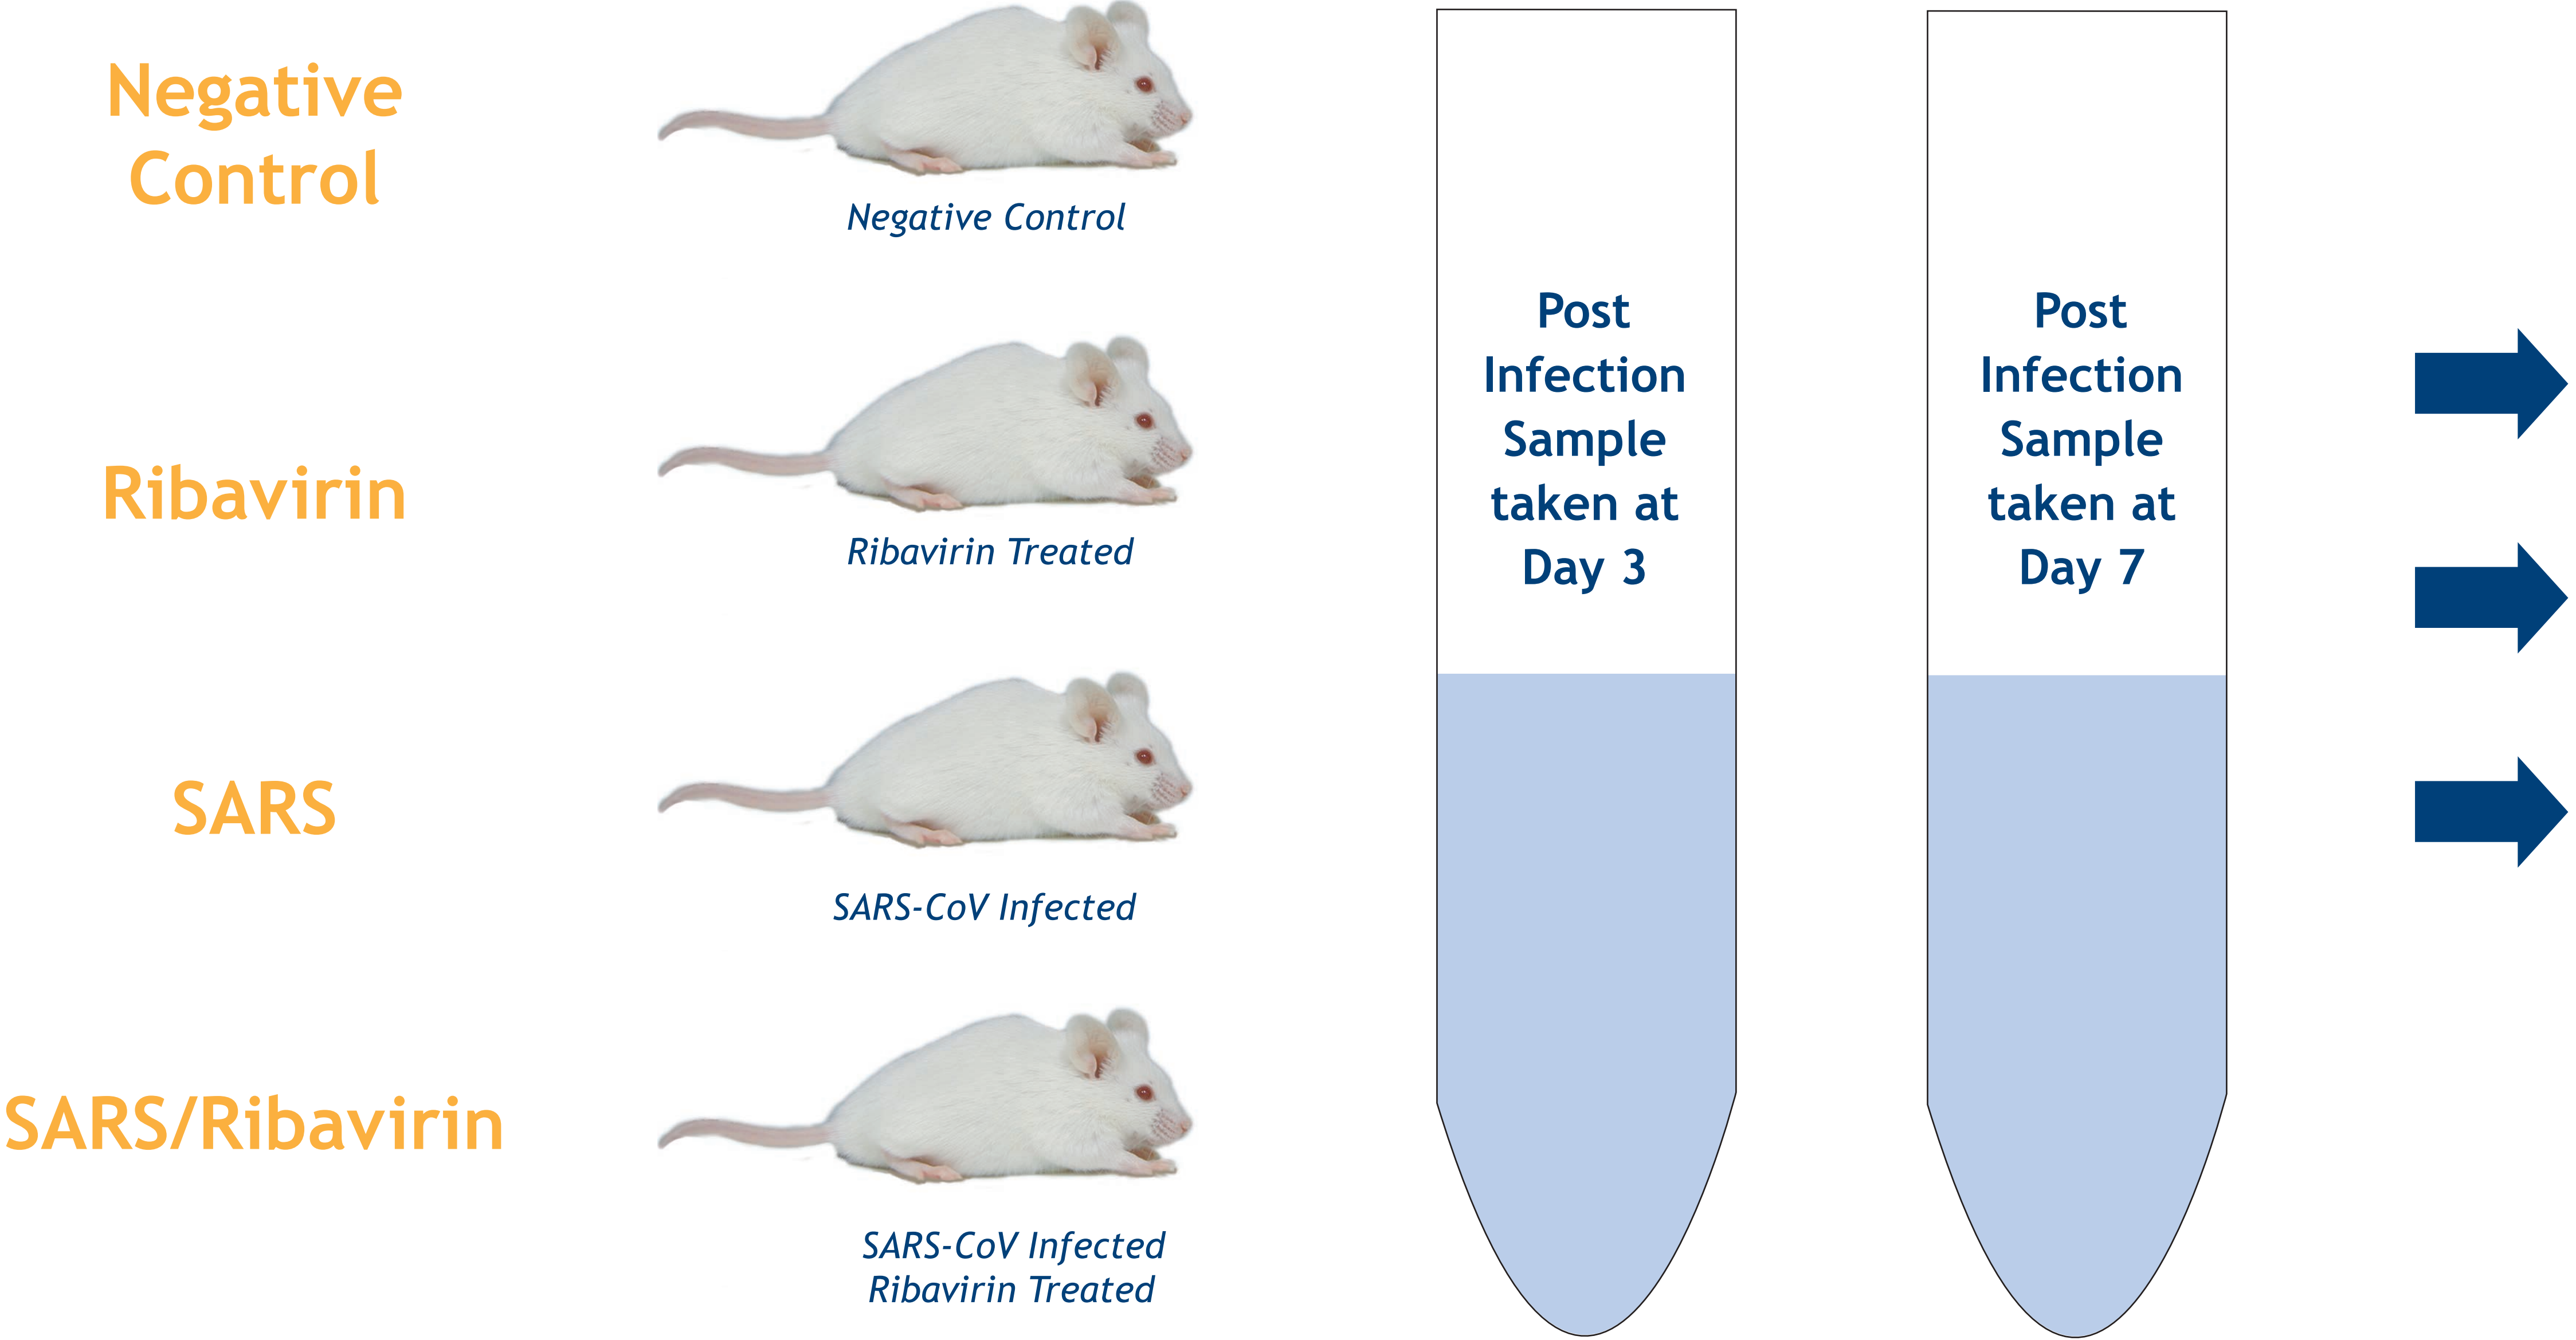 Negative
Control
Negative Control
Ribavirin
Ribavirin Treated
SARS
SARS-CoV Infected
SARS/Ribavirin
SARS-CoV Infected
Ribavirin Treated
Post
Infection
Sample
taken at
Day 3
Post
Infection
Sample
taken at
Day 7